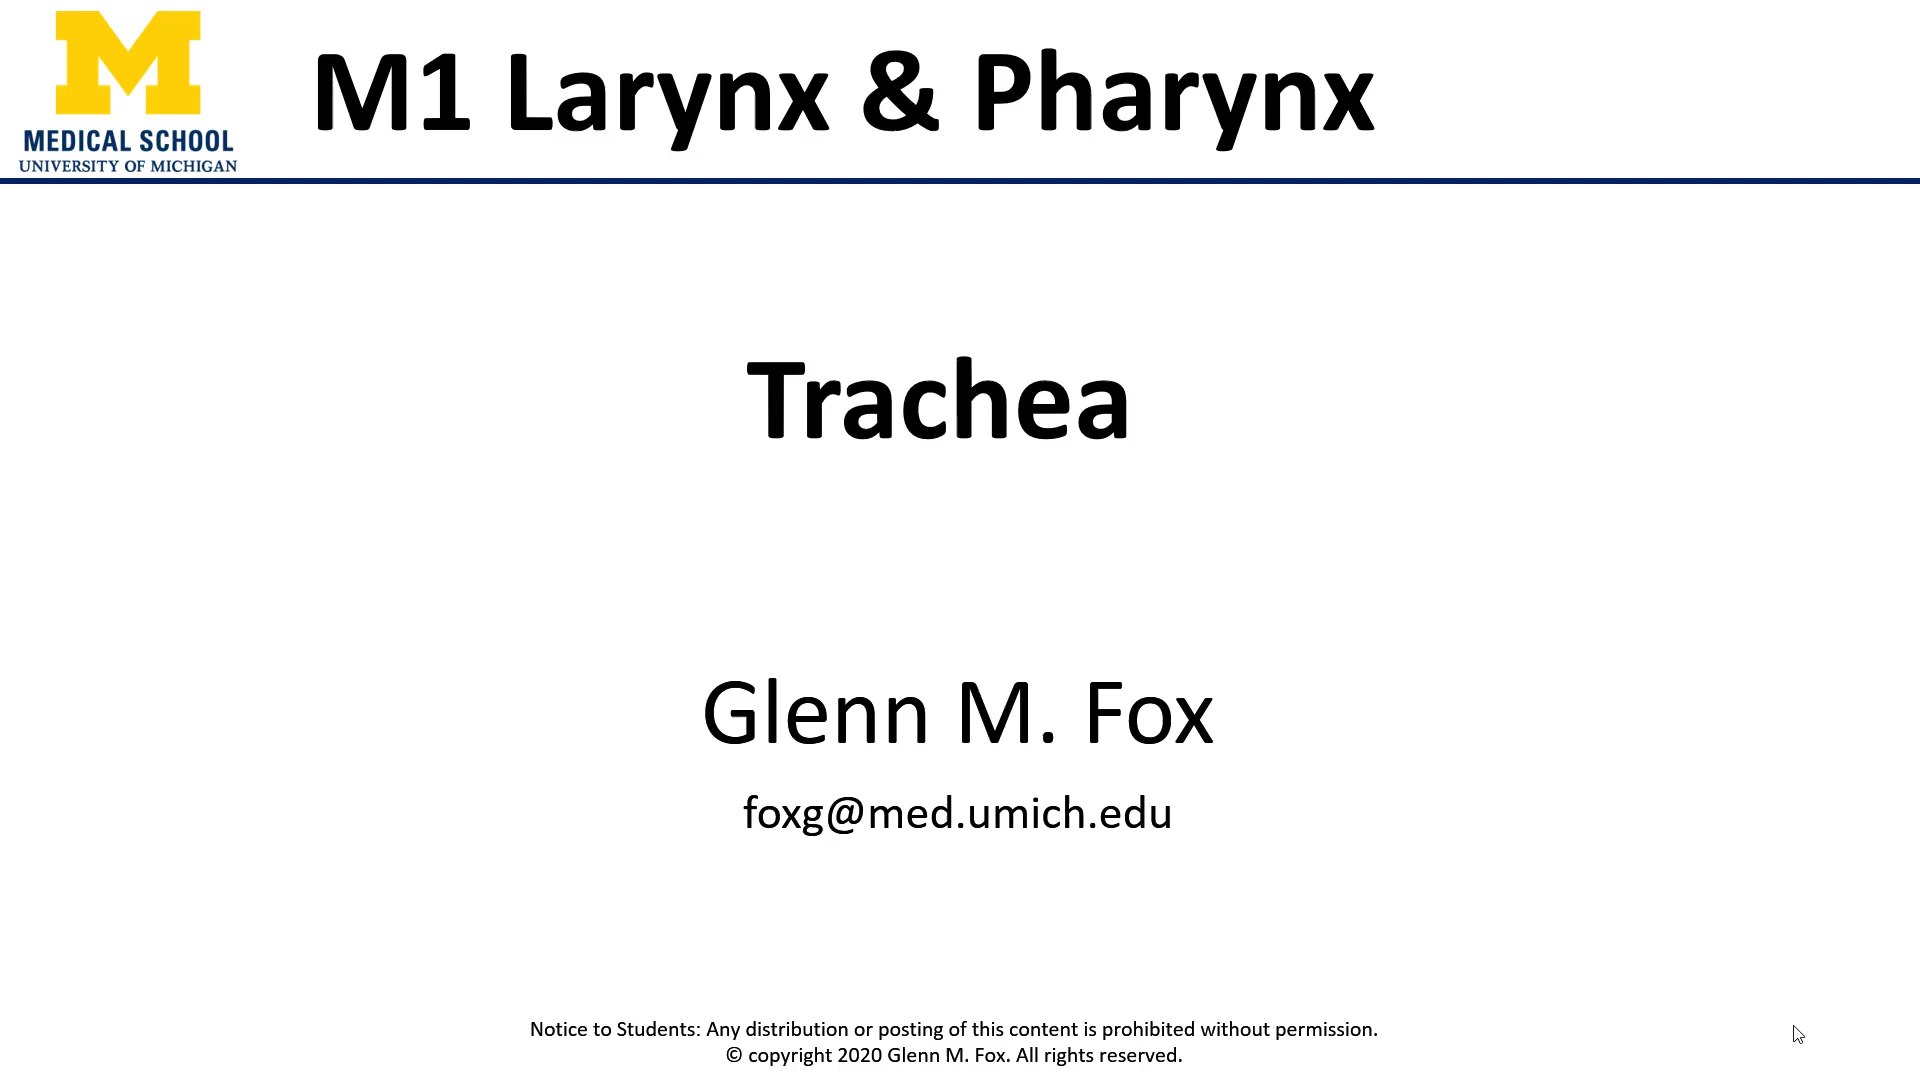 M
MEDICAL SCHOOL
UNIVERSITY OF MICHIGAN
M1 Larynx & Pharynx
Trachea
Glenn M. Fox
foxg@med.umich.edu
Notice to Students: Any distribution or posting of this content is prohibited without permission.
© copyright 2020 Glenn M. Fox. All rights reserved.